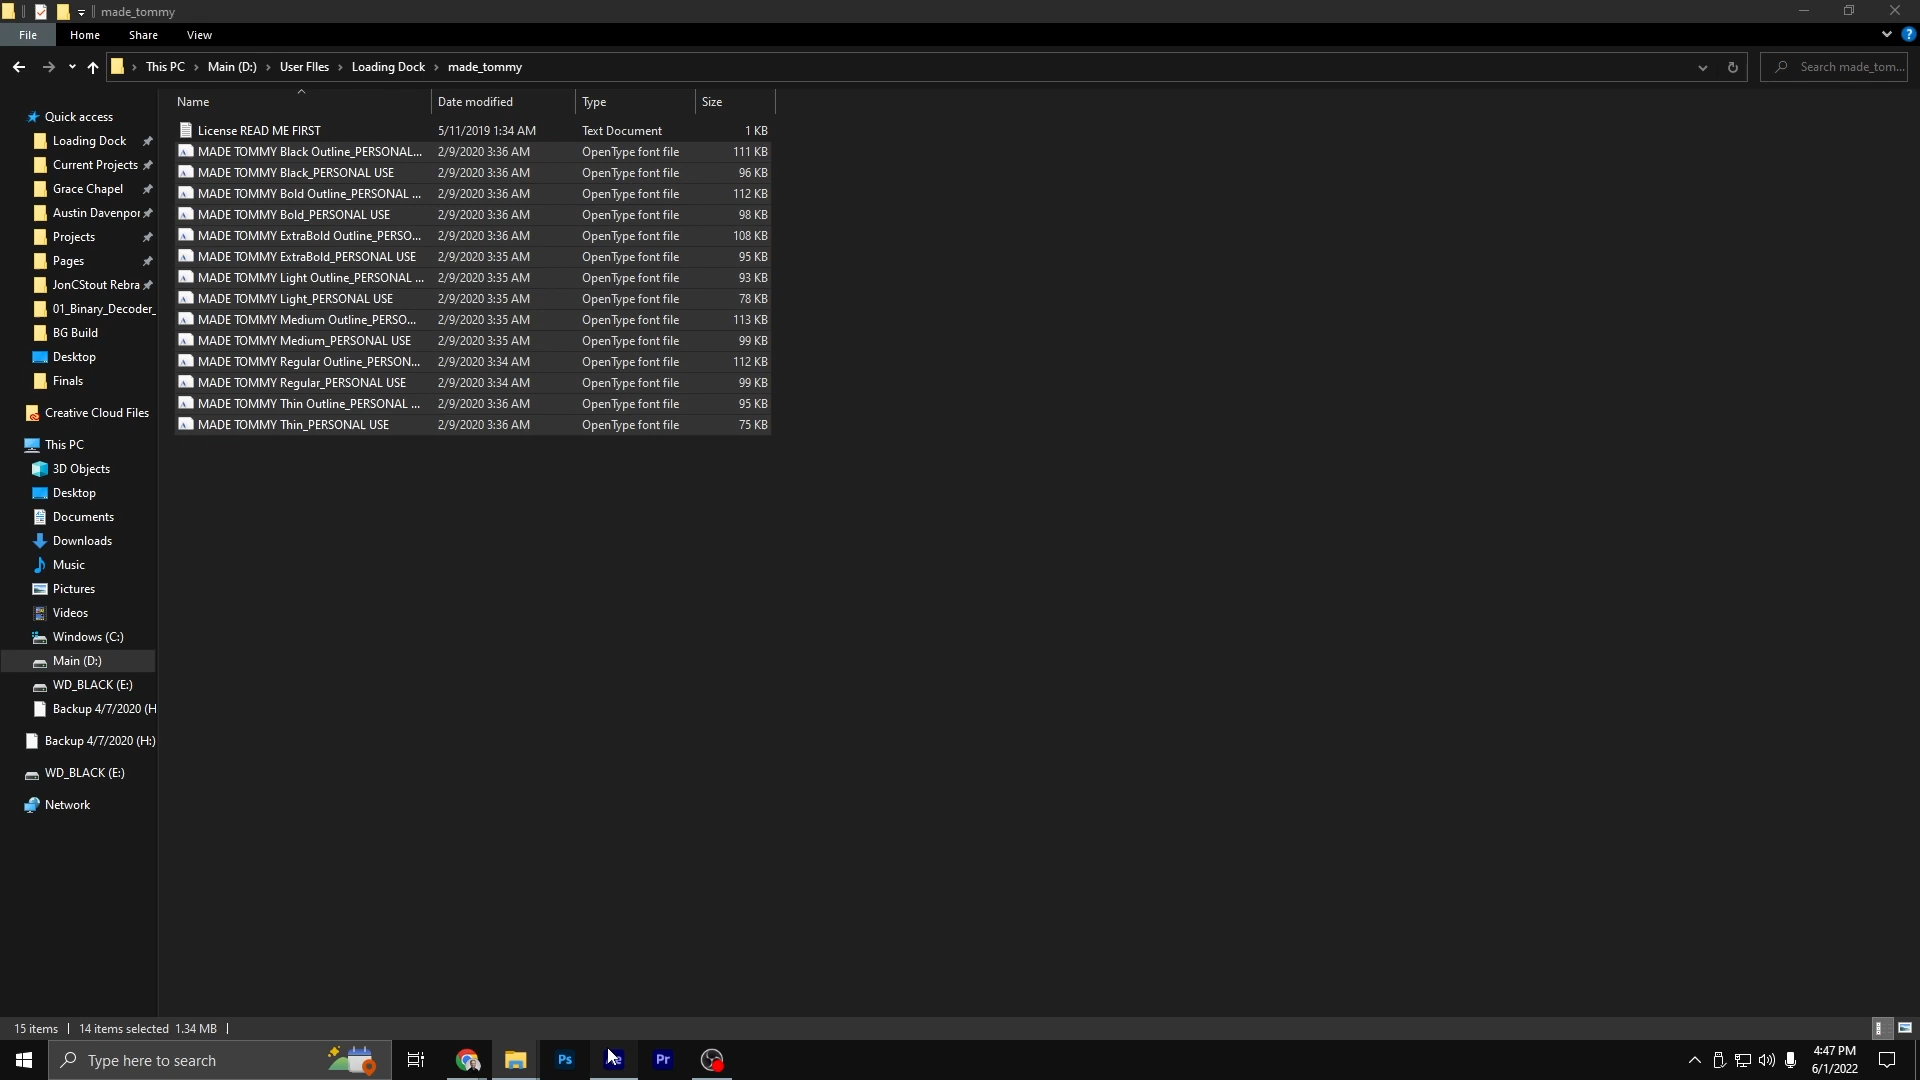 made_tommy
File Home Share View
This PC Main (D:) User FIles Loading Dock made_tommy Search made_tom...
Name Date modified Type Size
License READ ME FIRST 5/11/2019 1:34 AM Text Document 1 KB
MADE TOMMY Black Outline_PERSONAL... 2/9/2020 3:36 AM OpenType font file 111 KB
MADE TOMMY Black_PERSONAL USE 2/9/2020 3:36 AM OpenType font file 96 KB
MADE TOMMY Bold Outline_PERSONAL ... 2/9/2020 3:36 AM OpenType font file 112 KB
MADE TOMMY Bold_PERSONAL USE 2/9/2020 3:36 AM OpenType font file 98 KB
MADE TOMMY ExtraBold Outline_PERSO... 2/9/2020 3:36 AM OpenType font file 108 KB
MADE TOMMY ExtraBold_PERSONAL USE 2/9/2020 3:35 AM OpenType font file 95 KB
MADE TOMMY Light Outline_PERSONAL ... 2/9/2020 3:35 AM OpenType font file 93 KB
MADE TOMMY Light_PERSONAL USE 2/9/2020 3:35 AM OpenType font file 78 KB
MADE TOMMY Medium Outline_PERSO... 2/9/2020 3:35 AM OpenType font file 113 KB
MADE TOMMY Medium_PERSONAL USE 2/9/2020 3:35 AM OpenType font file 99 KB
MADE TOMMY Regular Outline_PERSON... 2/9/2020 3:34 AM OpenType font file 112 KB
MADE TOMMY Regular_PERSONAL USE 2/9/2020 3:34 AM OpenType font file 99 KB
MADE TOMMY Thin Outline_PERSONAL ... 2/9/2020 3:36 AM OpenType font file 95 KB
MADE TOMMY Thin_PERSONAL USE 2/9/2020 3:36 AM OpenType font file 75 KB
Quick access
Loading Dock
Current Projects
Grace Chapel
Austin Davenpor
Projects
Pages
JonCStout Rebra
01_Binary_Decoder_
BG Build
Desktop
Finals
Creative Cloud Files
This PC
3D Objects
Desktop
Documents
Downloads
Music
Pictures
Videos
Windows (C:)
Main (D:)
WD_BLACK (E:)
Backup 4/7/2020 (H
Backup 4/7/2020 (H:)
WD_BLACK (E:)
Network
15 items 14 items selected 1.34 MB
Type here to search Ps Pr 4:47 PM
6/1/2022